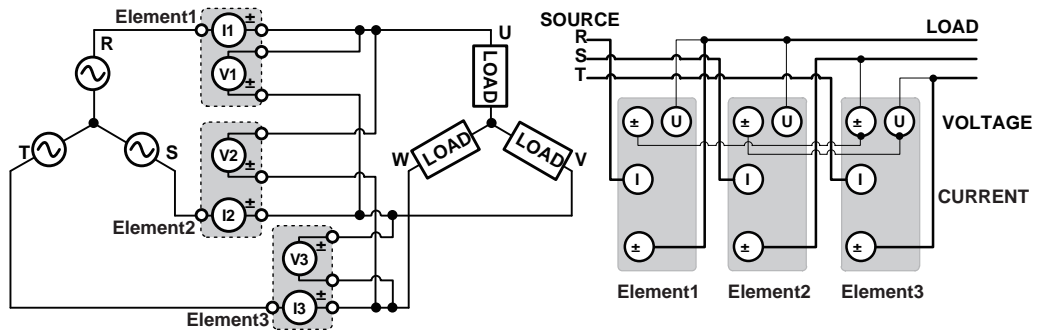 Element1
I1
±
R
V1
±
U
LOAD
T
S
V2
±
W
LOAD
LOAD
V
I2
±
Element2
V3
±
I3
±
Element3
SOURCE
LOAD
R
S
T
± U ± U ± U
VOLTAGE
I I I
CURRENT
± ± ±
Element1 Element2 Element3